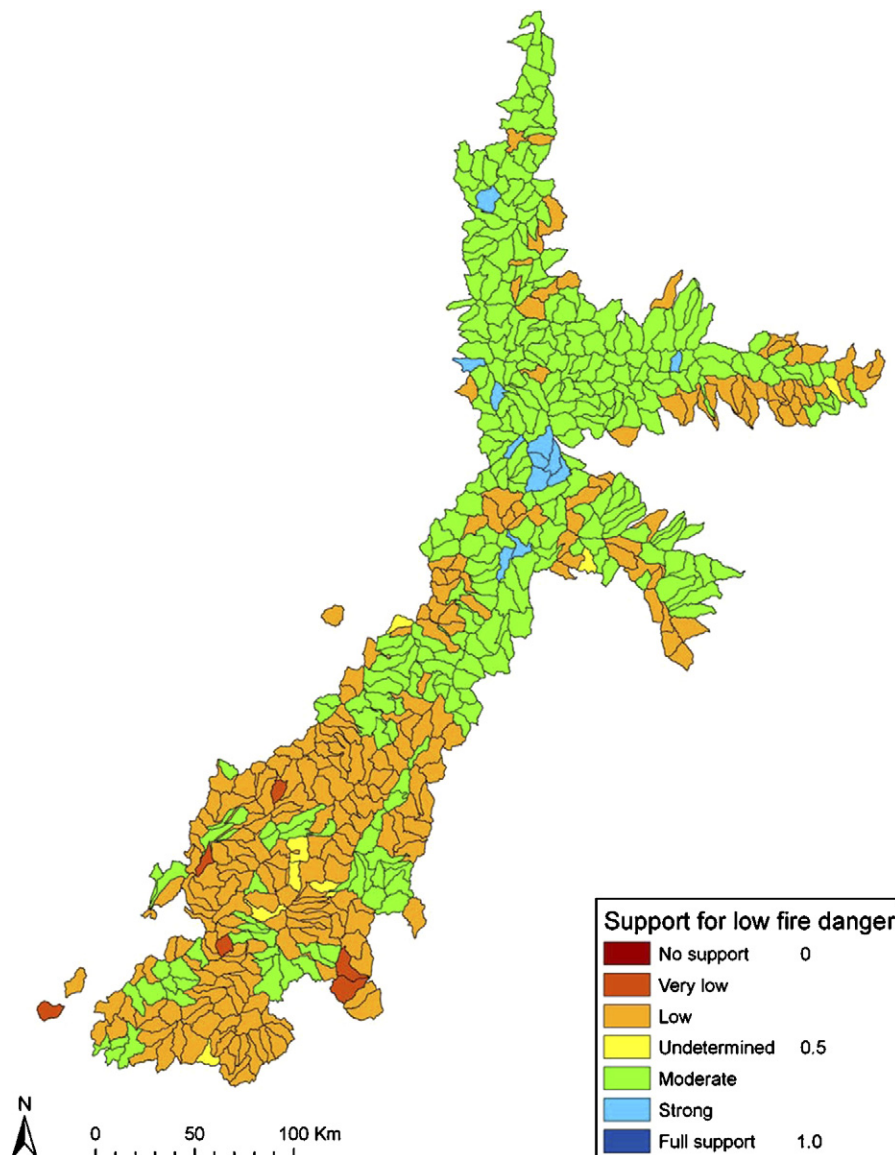 Support for low fire danger
No support 0
Very low
Low
Undetermined 0.5
Moderate
Strong
Full support 1.0
N
0 50 100 Km